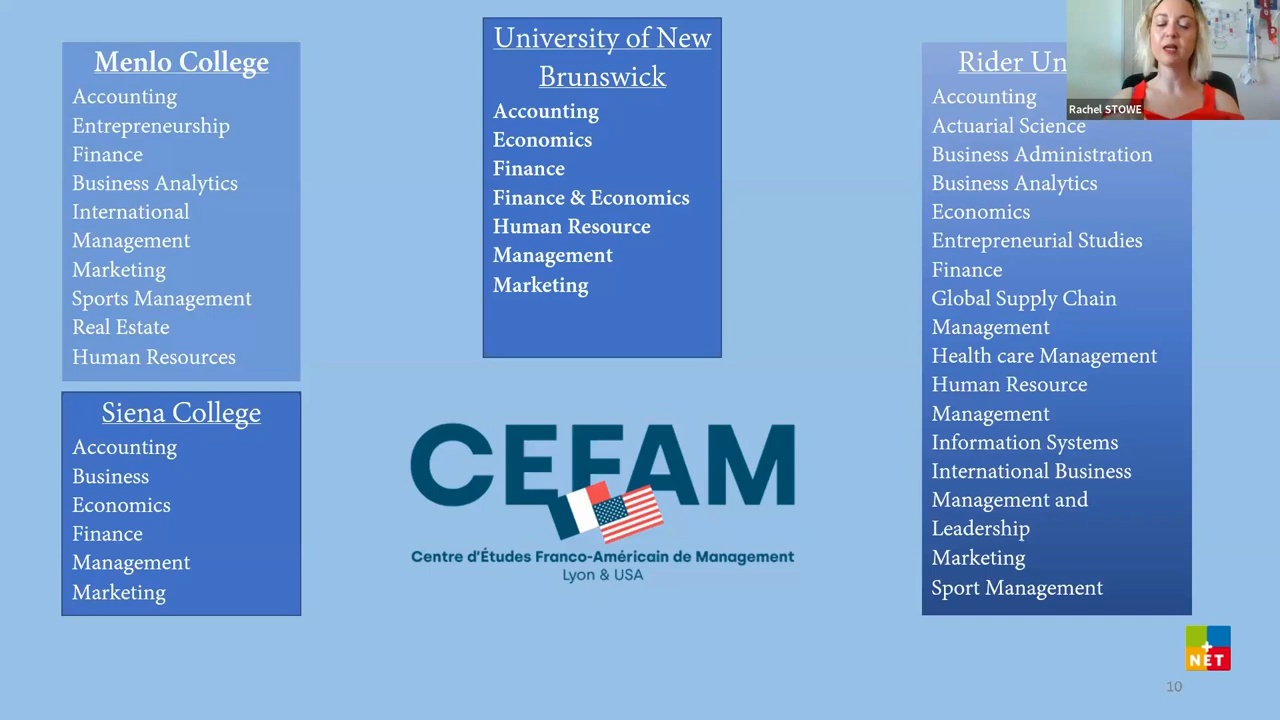 Menlo College
Accounting
Entrepreneurship
Finance
Business Analytics
International
Management
Marketing
Sports Management
Real Estate
Human Resources
Siena College
Accounting
Business
Economics
Finance
Management
Marketing
University of New
Brunswick
Accounting
Economics
Finance
Finance & Economics
Human Resource
Management
Marketing
CEFAM
Centre d'Études Franco-Américain de Management
Lyon & USA
Rider Un
Accounting
Actuarial Science
Business Administration
Business Analytics
Economics
Entrepreneurial Studies
Finance
Global Supply Chain
Management
Health care Management
Human Resource
Management
Information Systems
International Business
Management and
Leadership
Marketing
Sport Management
Rachel STOWE
+
NET
10